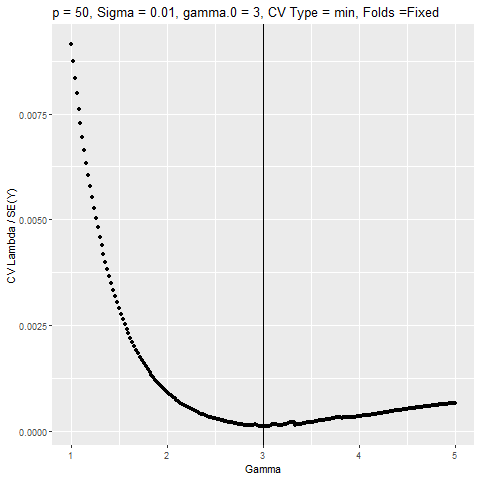 p = 50, Sigma = 0.01, gamma.0 = 3, CV Type = min, Folds =Fixed
0.0075
0.0050
0.0025
0.0000
CV Lambda / SE(Y)
1 2 3 4 5
Gamma